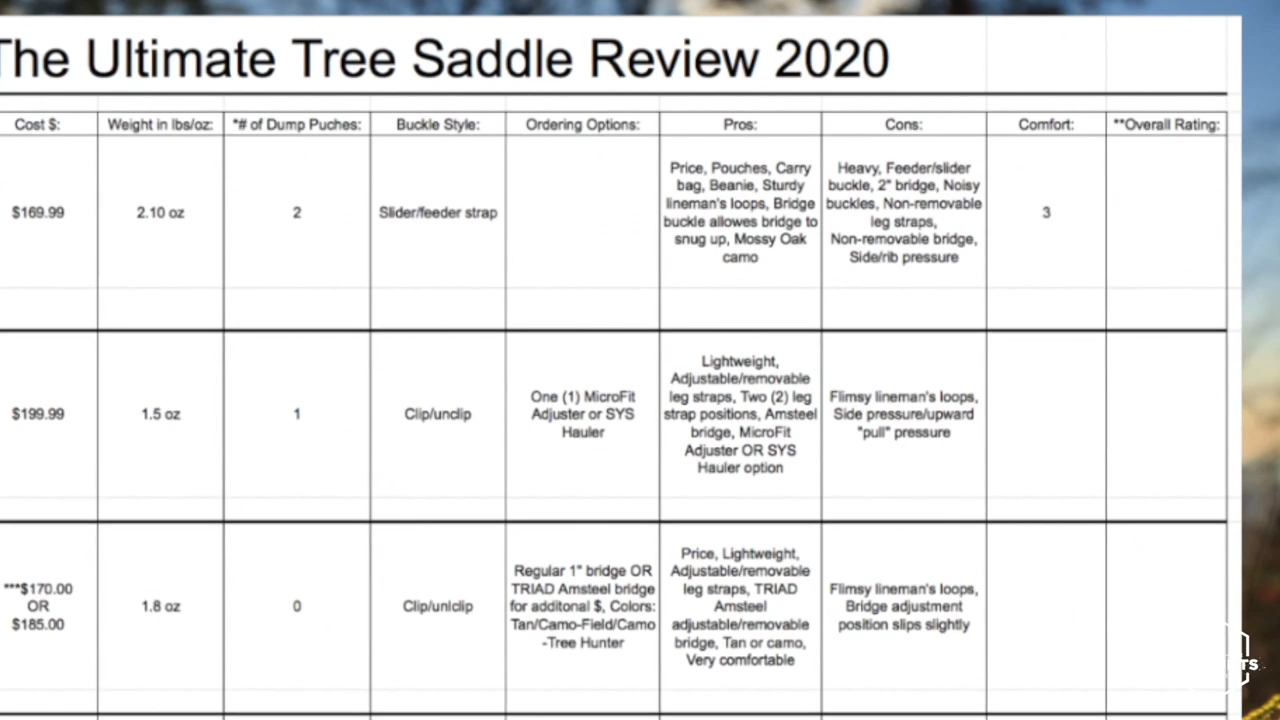 The Ultimate Tree Saddle Review 2020
Cost $: Weight in lbs/oz: *# of Dump Puches: Buckle Style: Ordering Options: Pros: Cons: Comfort: **Overall Rating:
$169.99
2.10 oz
2
Slider/feeder strap
Price, Pouches, Carry
bag, Beanie, Sturdy
lineman's loops, Bridge
buckle allowes bridge to
snug up, Mossy Oak
camo
Heavy, Feeder/slider
buckle, 2" bridge, Noisy
buckles, Non-removable
leg straps,
Non-removable bridge,
Side/rib pressure
3
$199.99
1.5 oz
1
Clip/unclip
One (1) MicroFit
Adjuster or SYS
Hauler
Lightweight,
Adjustable/removable
leg straps, Two (2) leg
strap positions, Amsteel
bridge, MicroFit
Adjuster OR SYS
Hauler option
Flimsy lineman's loops,
Side pressure/upward
"pull" pressure
***$170.00
OR
$185.00
1.8 oz
0
Clip/unlclip
Regular 1" bridge OR
TRIAD Amsteel bridge
for additonal $, Colors:
Tan/Camo-Field/Camo
-Tree Hunter
Price, Lightweight,
Adjustable/removable
leg straps, TRIAD
Amsteel
adjustable/removable
bridge, Tan or camo,
Very comfortable
Flimsy lineman's loops,
Bridge adjustment
position slips slightly